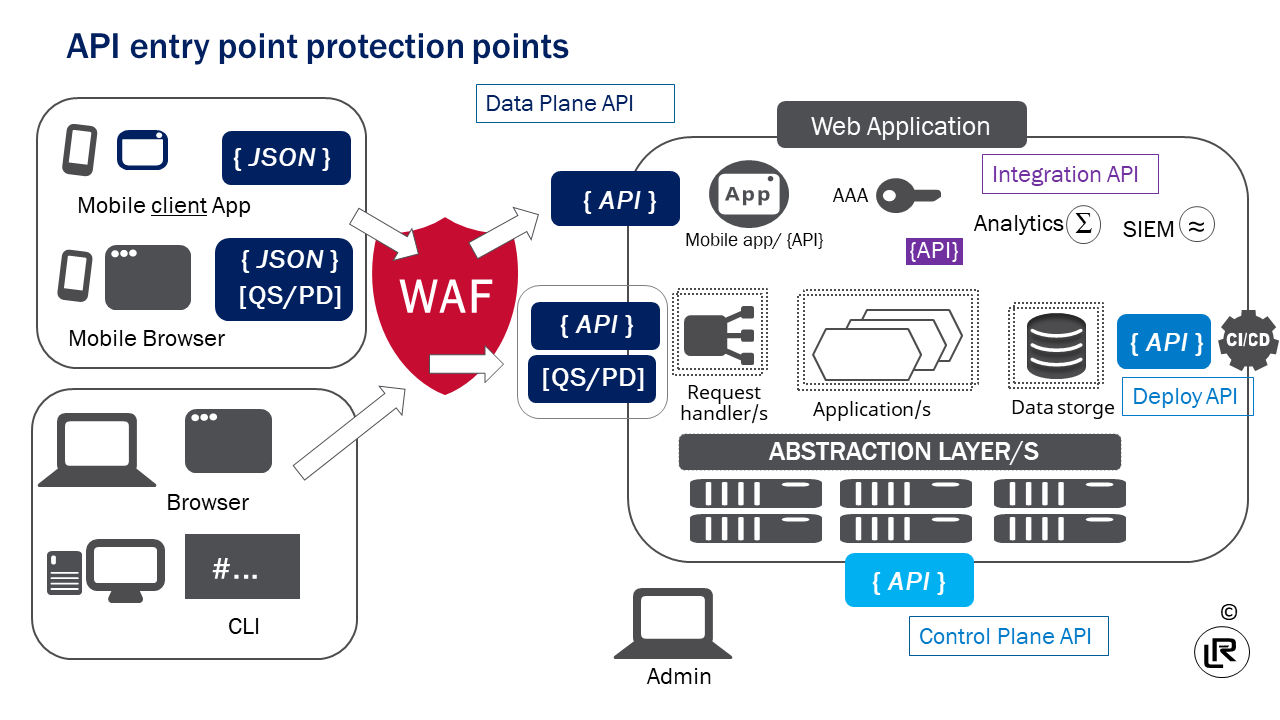 API entry point protection points
Data Plane API
Web Application
{ JSON }
Mobile client App
{ JSON }
[QS/PD]
Mobile Browser
WAF
{ API }
{ API }
[QS/PD]
App
Mobile app/ {API}
AAA
Integration API
Analytics
Σ
SIEM
≈
{API}
Request
handler/s
Application/s
Data storge
{ API }
CI/CD
Deploy API
ABSTRACTION LAYER/S
Browser
#...
CLI
{ API }
Control Plane API
Admin
©
LR